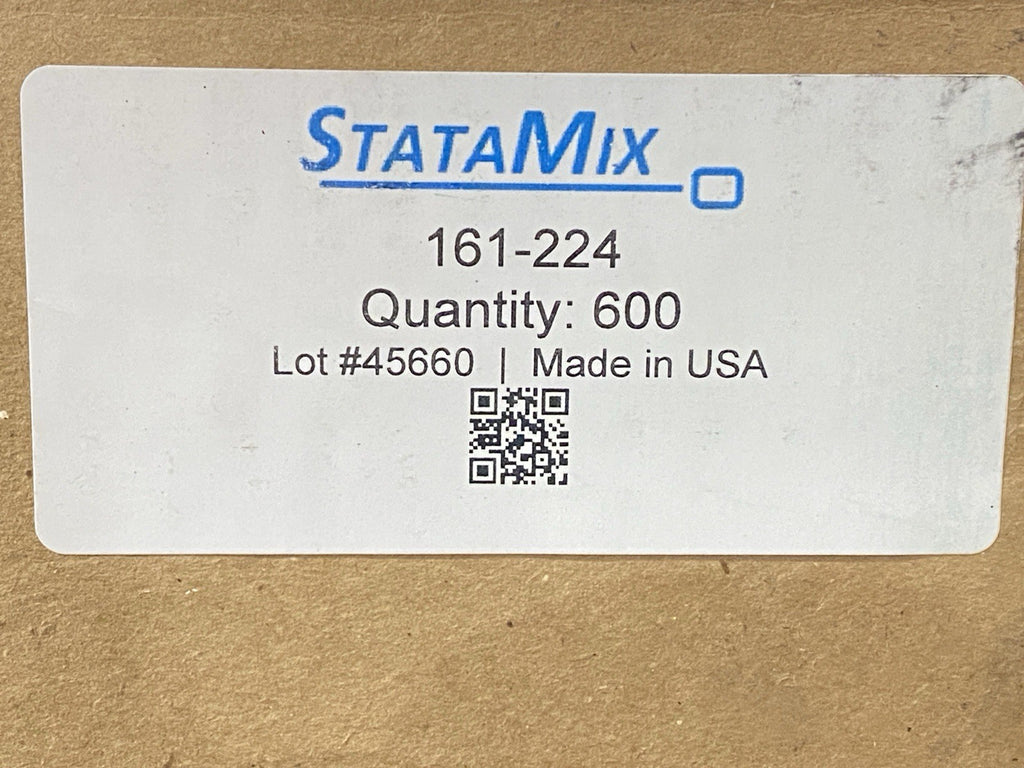 STATAMIX
161-224
Quantity: 600
Lot #45660 | Made in USA